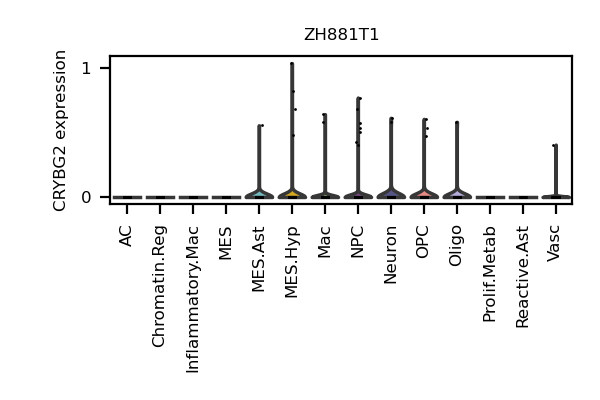 ZH881T1
CRYBG2 expression
1
0
AC
Chromatin.Reg
Inflammatory.Mac
MES
MES.Ast
MES.Hyp
Mac
NPC
Neuron
OPC
Oligo
Prolif.Metab
Reactive.Ast
Vasc